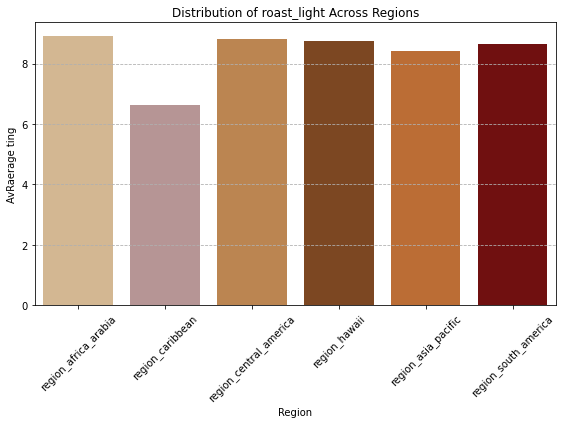 Distribution of roast_light Across Regions
AvRaerage ting
8
6
4
2
0
region_africa_arabia
region_caribbean
region_central_america
region_hawaii
region_asia_pacific
region_south_america
Region